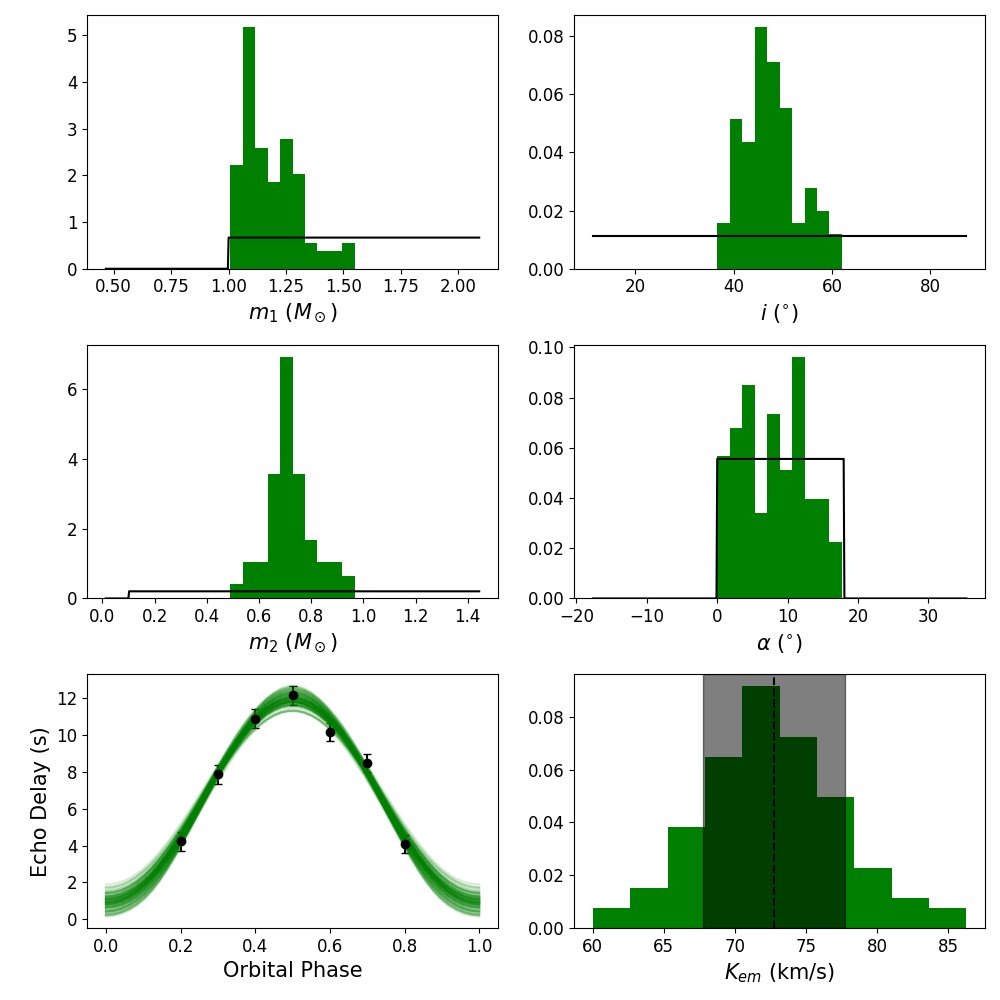 5
4
3
2
1
0
0.50 0.75 1.00 1.25 1.50 1.75 2.00
m₁ (M⊙)
0.08
0.06
0.04
0.02
0.00
20 40 60 80
i (°)
6
4
2
0
0.0 0.2 0.4 0.6 0.8 1.0 1.2 1.4
m₂ (M⊙)
0.10
0.08
0.06
0.04
0.02
0.00
−20 −10 0 10 20 30
α (°)
Echo Delay (s)
12
10
8
6
4
2
0
0.0 0.2 0.4 0.6 0.8 1.0
Orbital Phase
0.08
0.06
0.04
0.02
0.00
60 65 70 75 80 85
Kₑₘ (km/s)